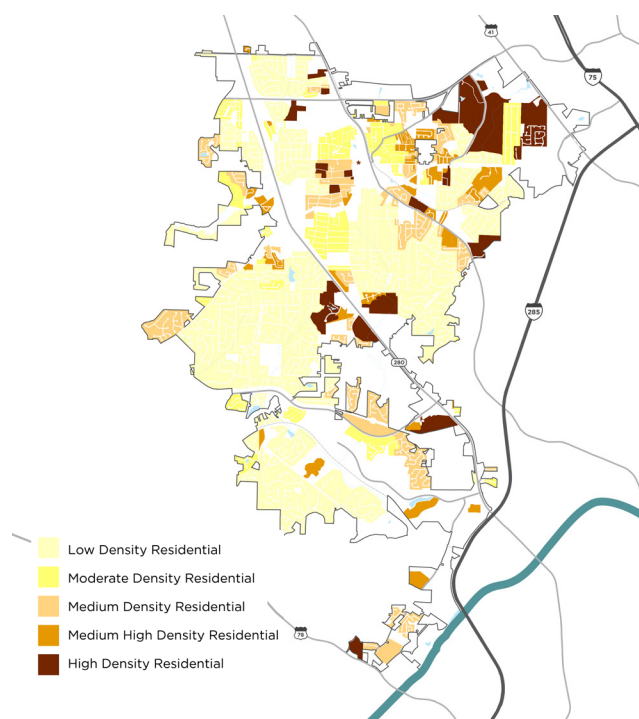 41
75
285
280
Low Density Residential
Moderate Density Residential
Medium Density Residential
Medium High Density Residential
78
High Density Residential